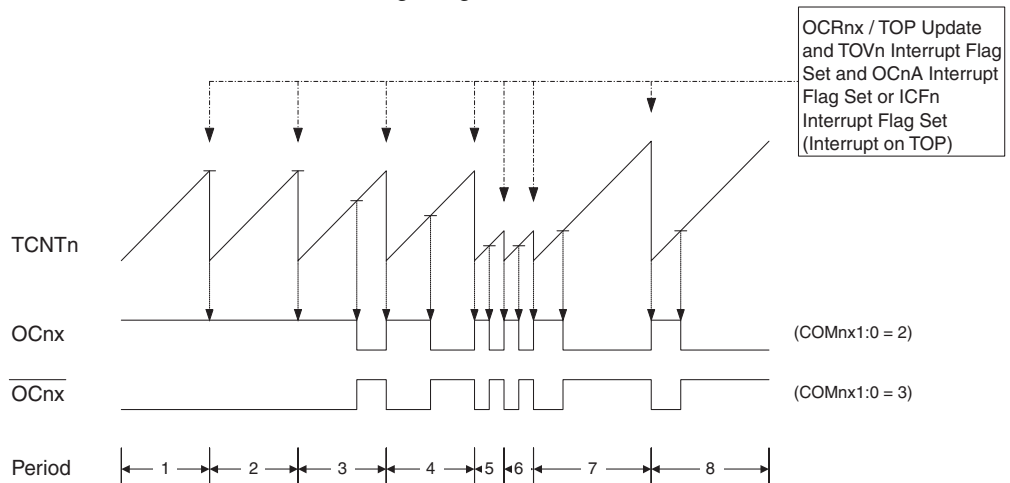 OCRnx / TOP Update
and TOVn Interrupt Flag
Set and OCnA Interrupt
Flag Set or ICFn
Interrupt Flag Set
(Interrupt on TOP)
TCNTn
OCnx
(COMnx1:0 = 2)
OCnx
(COMnx1:0 = 3)
Period
1 2 3 4 5 6 7 8